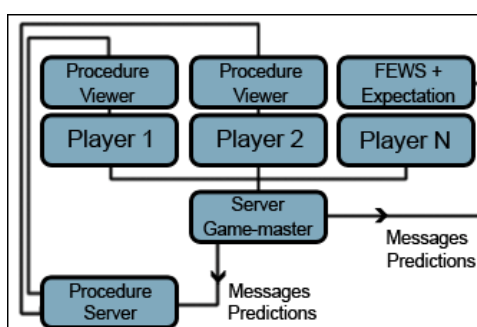 Procedure
Viewer
Procedure
Viewer
FEWS +
Expectation
Player 1
Player 2
Player N
Server
Game-master
Messages
Predictions
Procedure
Server
Messages
Predictions